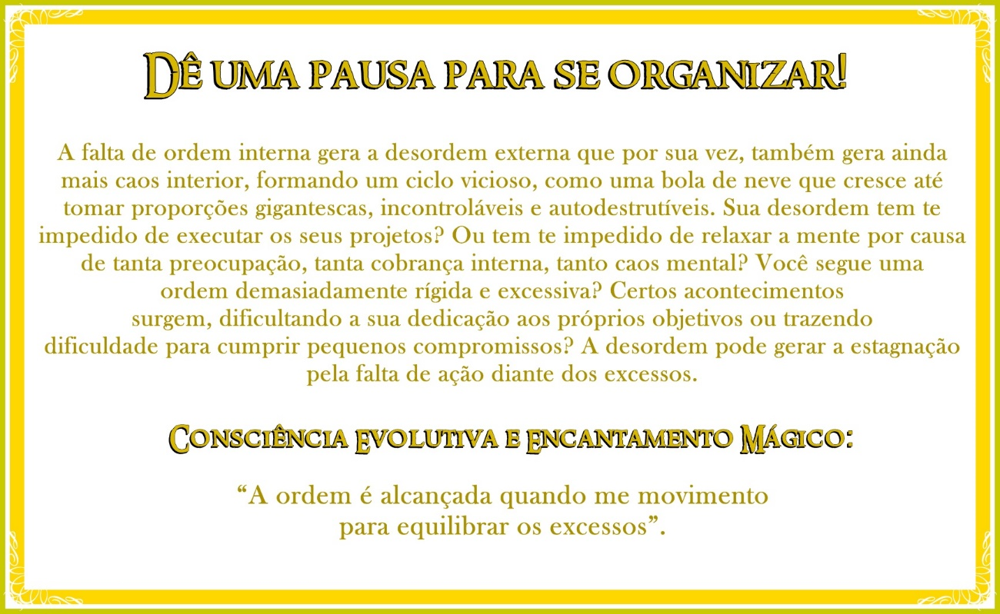 Dê uma pausa para se organizar!
A falta de ordem interna gera a desordem externa que por sua vez, também gera ainda
mais caos interior, formando um ciclo vicioso, como uma bola de neve que cresce até
tomar proporções gigantescas, incontroláveis e autodestrutíveis. Sua desordem tem te
impedido de executar os seus projetos? Ou tem te impedido de relaxar a mente por causa
de tanta preocupação, tanta cobrança interna, tanto caos mental? Você segue uma
ordem demasiadamente rígida e excessiva? Certos acontecimentos
surgem, dificultando a sua dedicação aos próprios objetivos ou trazendo
dificuldade para cumprir pequenos compromissos? A desordem pode gerar a estagnação
pela falta de ação diante dos excessos.
Consciência Evolutiva e Encantamento Mágico:
“A ordem é alcançada quando me movimento
para equilibrar os excessos”.